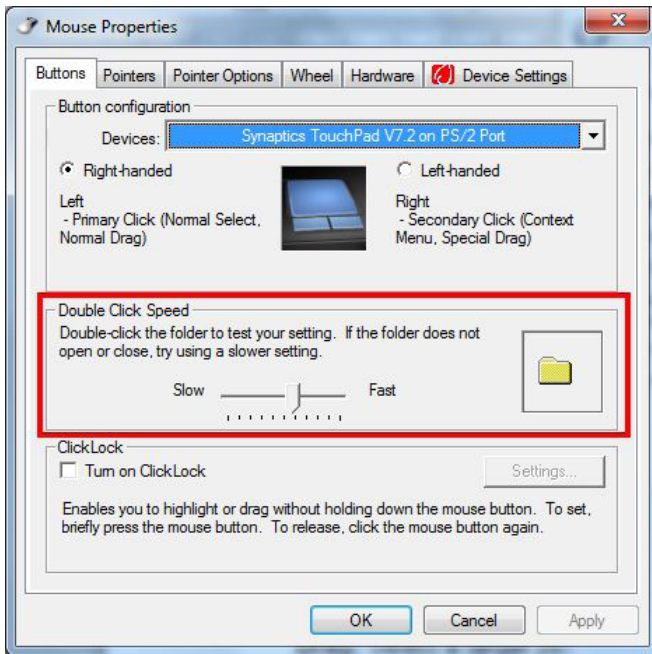 Mouse Properties
Buttons Pointers Pointer Options Wheel Hardware Device Settings
Button configuration
Devices: Synaptics TouchPad V7.2 on PS/2 Port
Right-handed Left-handed
Left
- Primary Click (Normal Select,
Normal Drag)
Right
- Secondary Click (Context
Menu, Special Drag)
Double Click Speed
Double-click the folder to test your setting. If the folder does not
open or close, try using a slower setting.
Slow Fast
ClickLock
Turn on ClickLock Settings...
Enables you to highlight or drag without holding down the mouse button. To set,
briefly press the mouse button. To release, click the mouse button again.
OK Cancel Apply